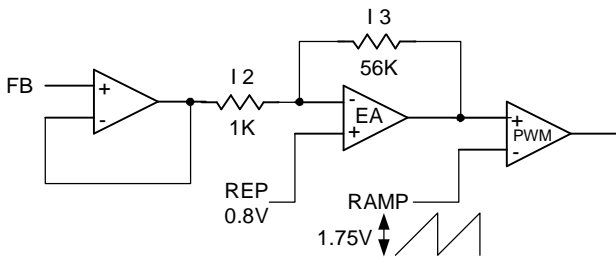 I 3
56K
I 2
1K
FB
+
-
-
+
EA
+
-
PWM
REP
0.8V
RAMP
1.75V